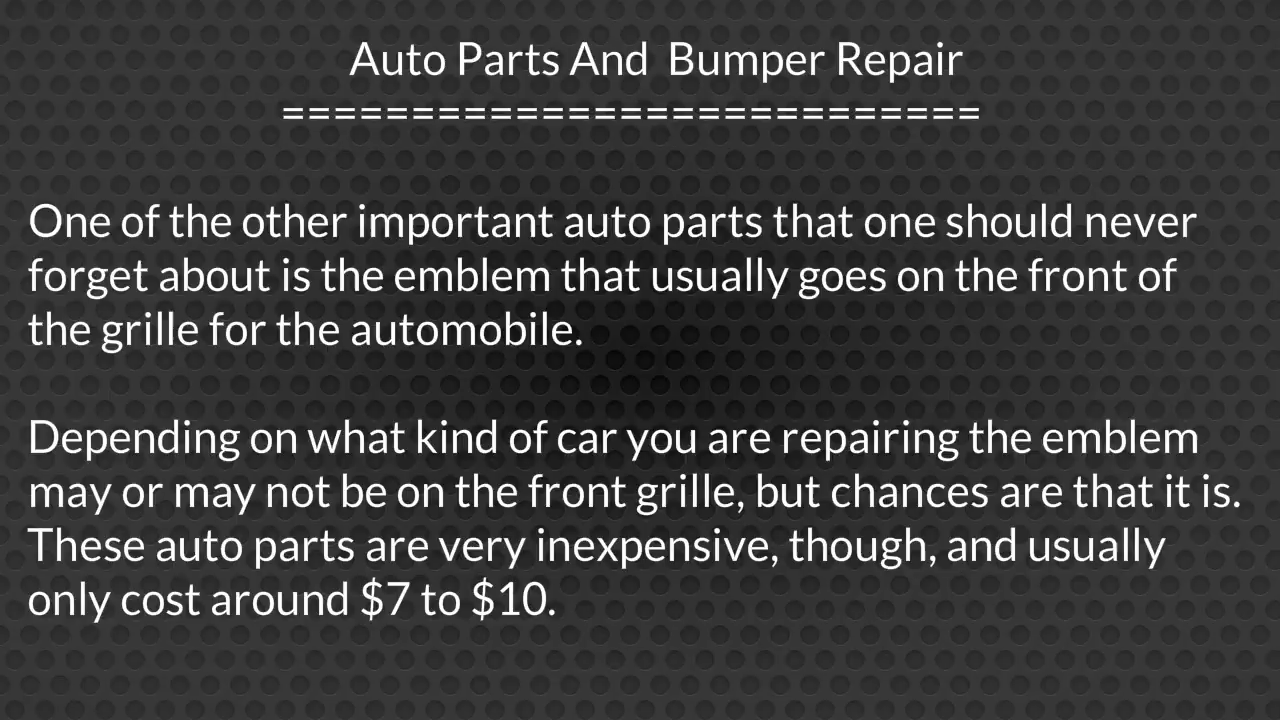 Auto Parts And  Bumper Repair
===========================
One of the other important auto parts that one should never
forget about is the emblem that usually goes on the front of
the grille for the automobile.
Depending on what kind of car you are repairing the emblem
may or may not be on the front grille, but chances are that it is.
These auto parts are very inexpensive, though, and usually
only cost around $7 to $10.